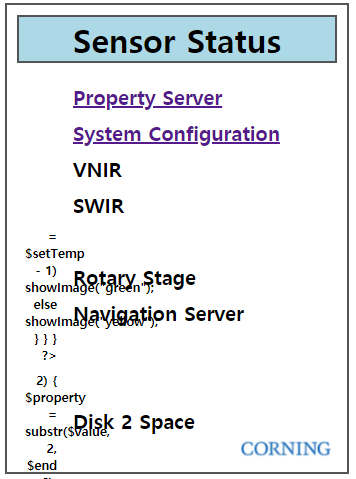 Sensor Status
Property Server
System Configuration
VNIR
SWIR
=
$setTemp
- 1)
showImage("green");
Rotary Stage
else
showImage("yellow");
Navigation Server
} } }
?>
2) {
$property
=
substr($value,
Disk 2 Space
2,
$end
CORNING